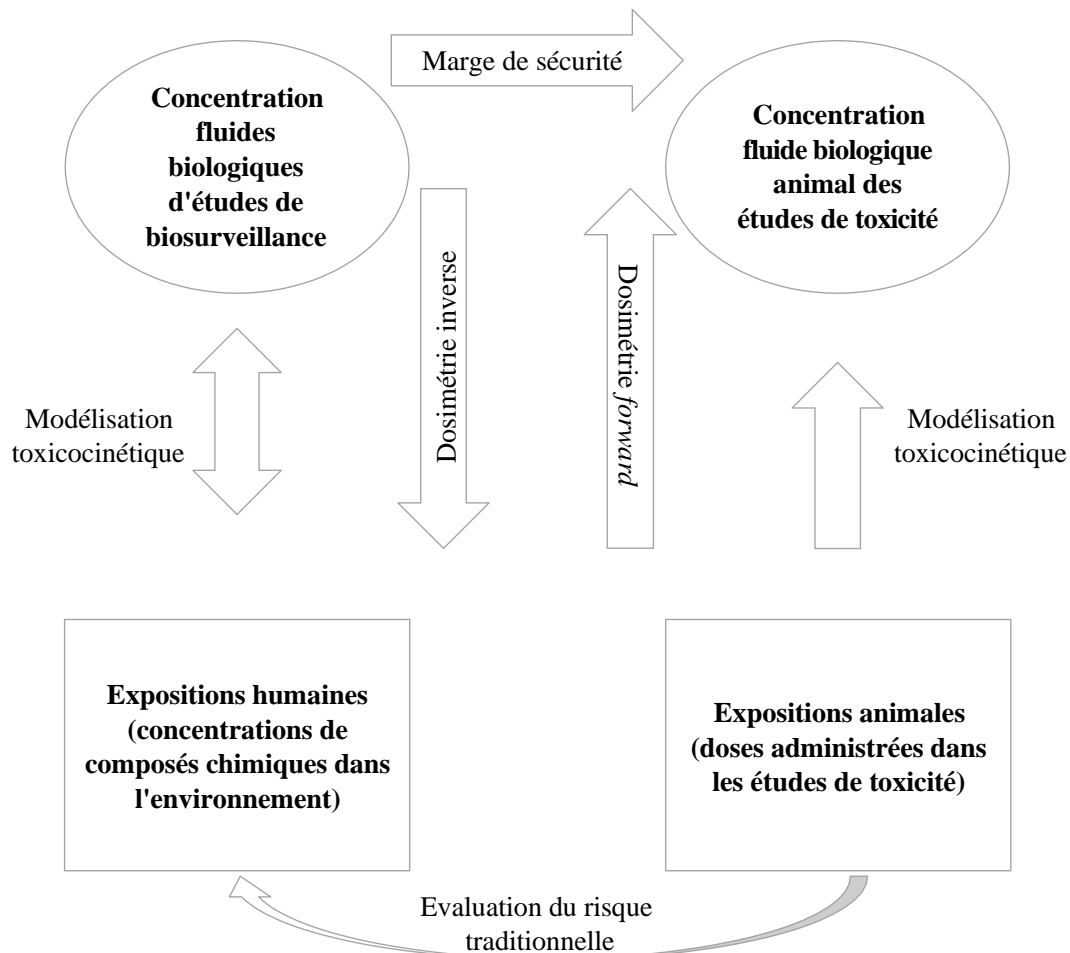 Marge de sécurité
Concentration
fluides
biologiques
d'études de
biosurveillance
Concentration
fluide biologique
animal des
études de toxicité
Dosimétrie inverse
Dosimétrie forward
Modélisation
toxicocinétique
Modélisation
toxicocinétique
Expositions humaines
(concentrations de
composés chimiques dans
l'environnement)
Expositions animales
(doses administrées dans
les études de toxicité)
Evaluation du risque
traditionnelle